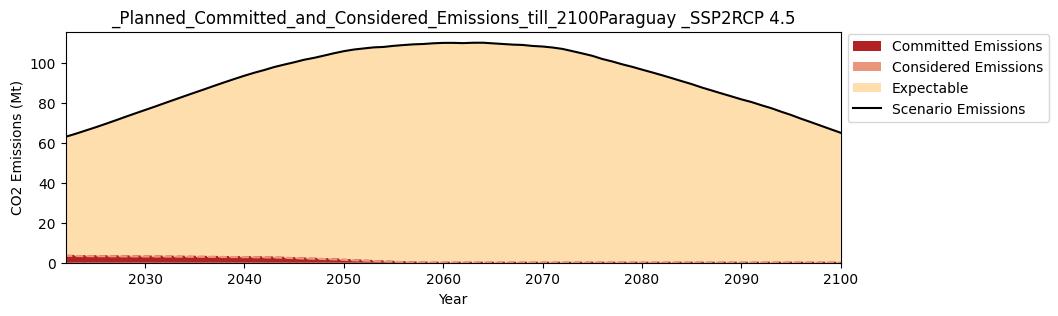 _Planned_Committed_and_Considered_Emissions_till_2100Paraguay _SSP2RCP 4.5
CO2 Emissions (Mt)
100
80
60
40
20
0
2030 2040 2050 2060 2070 2080 2090 2100
Year
Committed Emissions
Considered Emissions
Expectable
Scenario Emissions